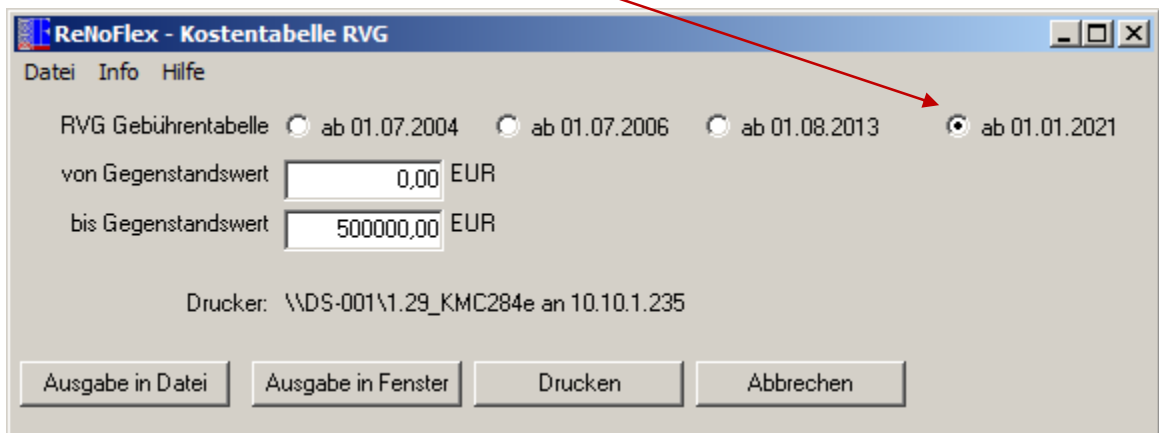 ReNoFlex - Kostentabelle RVG
Datei Info Hilfe
RVG Gebührentabelle ab 01.07.2004 ab 01.07.2006 ab 01.08.2013 ab 01.01.2021
von Gegenstandswert 0,00 EUR
bis Gegenstandswert 500000,00 EUR
Drucker: \\DS-001\1.29_KMC284e an 10.10.1.235
Ausgabe in Datei Ausgabe in Fenster Drucken Abbrechen